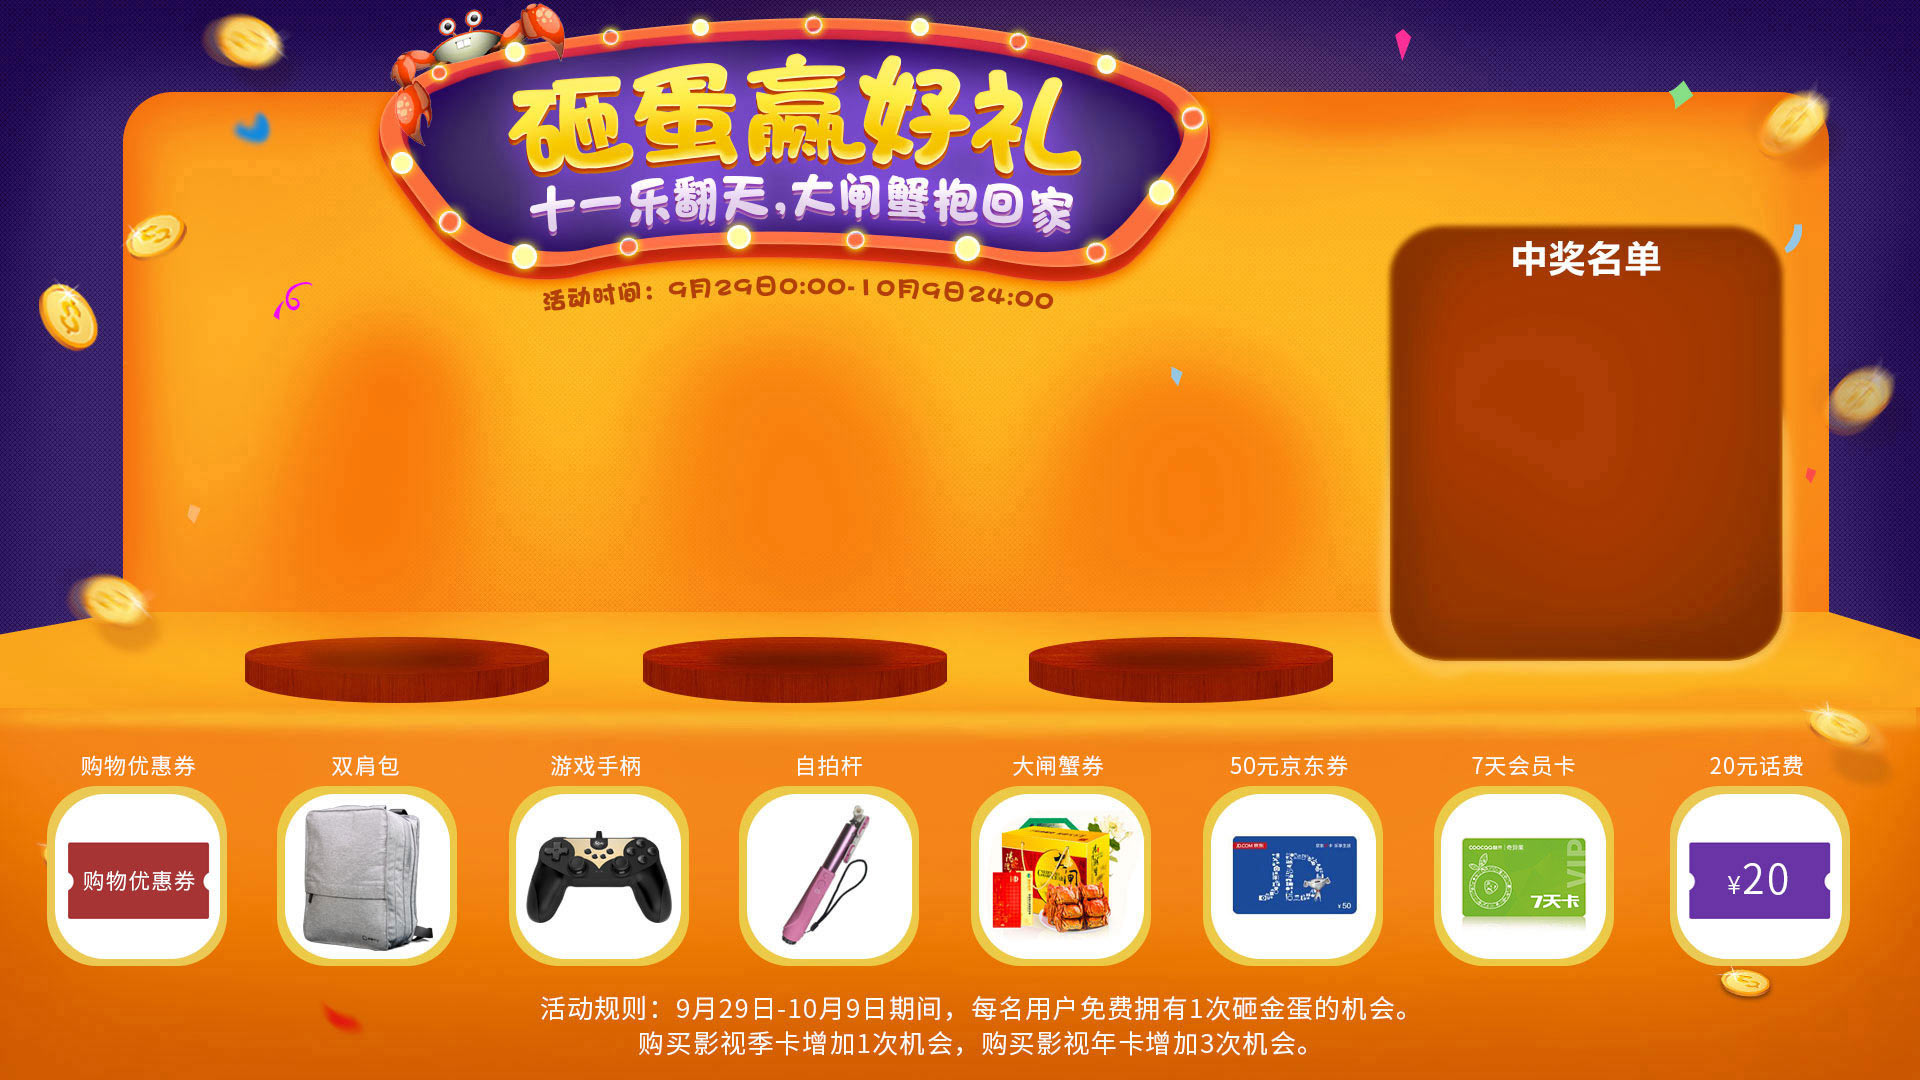 砸蛋赢好礼
十一乐翻天,大闸蟹抱回家
活动时间：9月29日0:00-10月9日24:00
中奖名单
购物优惠券
双肩包
游戏手柄
自拍杆
大闸蟹券
50元京东券
7天会员卡
20元话费
购物优惠券
JD.COM 京东
¥50
COOCAA
VIP
7天卡
¥20
活动规则：9月29日-10月9日期间，每名用户免费拥有1次砸金蛋的机会。
购买影视季卡增加1次机会，购买影视年卡增加3次机会。